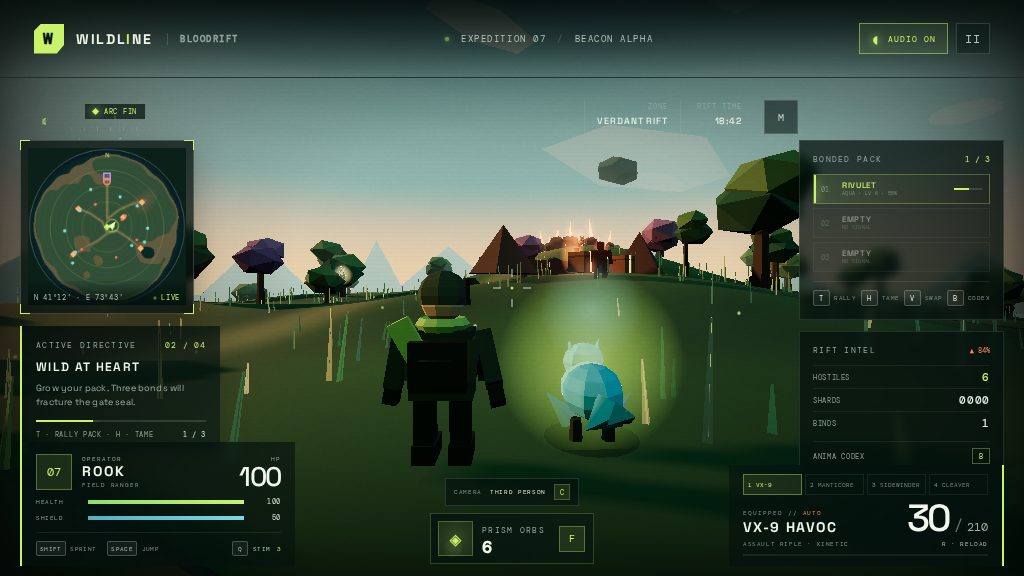 W WILDLINE BLOODRIFT
EXPEDITION 07 / BEACON ALPHA
AUDIO ON
II
ARC FIN
ZONE
VERDANT RIFT
RIFT TIME
18:42
M
N
N 41°12' · E 73°43'
LIVE
BONDED PACK 1 / 3
01 RIVULET
02 EMPTY
NO SIGNAL
03 EMPTY
NO SIGNAL
T RALLY H TAME V SWAP B CODEX
ACTIVE DIRECTIVE 02 / 04
WILD AT HEART
Grow your pack. Three bonds will
fracture the gate seal.
T · RALLY PACK · H · TAME 1 / 3
RIFT INTEL ▲ 84%
HOSTILES 6
SHARDS 0000
BINDS 1
ANIMA CODEX B
07
OPERATOR
ROOK
FIELD RANGER
HP
100
HEALTH 100
SHIELD 50
SHIFT SPRINT SPACE JUMP Q STIM 3
CAMERA THIRD PERSON C
PRISM ORBS
6
F
1 VX-9 2 MANTICORE 3 SIDEWINDER 4 CLEAVER
EQUIPPED // AUTO
VX-9 HAVOC
ASSAULT RIFLE · KINETIC
30 / 210
R · RELOAD